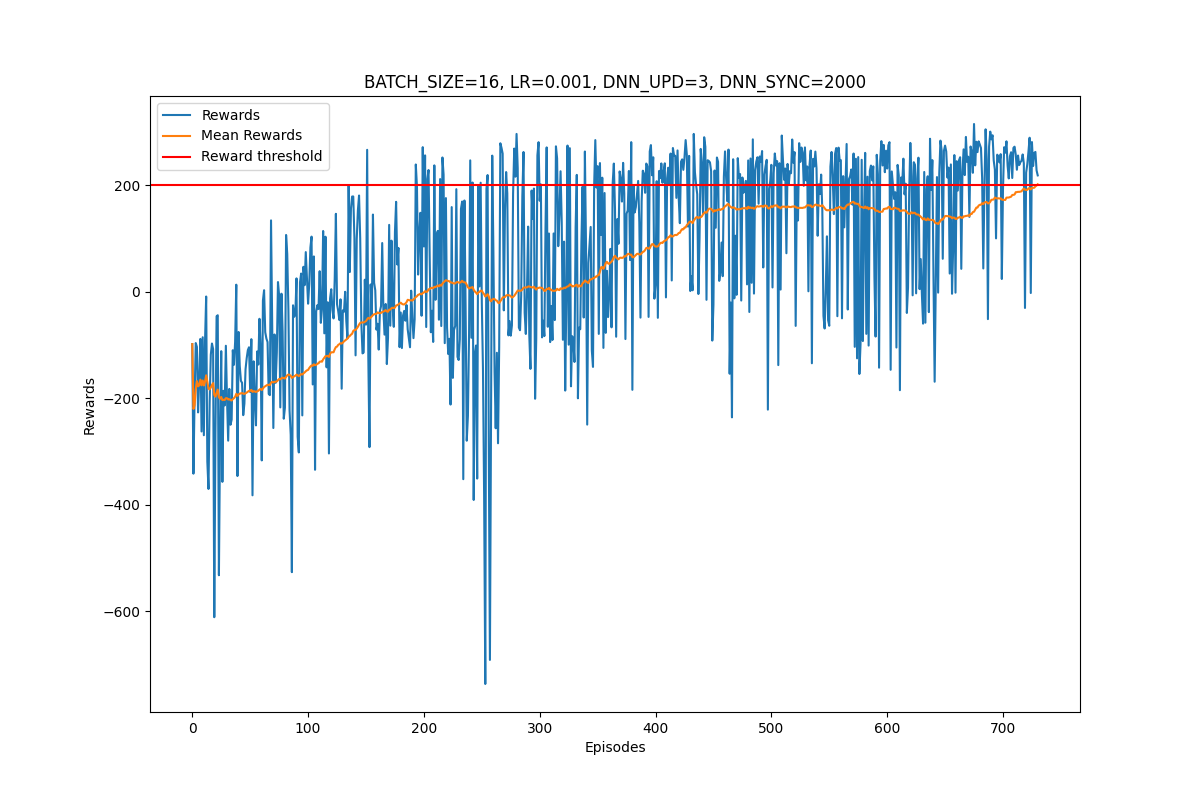 BATCH_SIZE=16, LR=0.001, DNN_UPD=3, DNN_SYNC=2000
Rewards
Mean Rewards
Reward threshold
200
0
−200
−400
−600
Rewards
0 100 200 300 400 500 600 700
Episodes